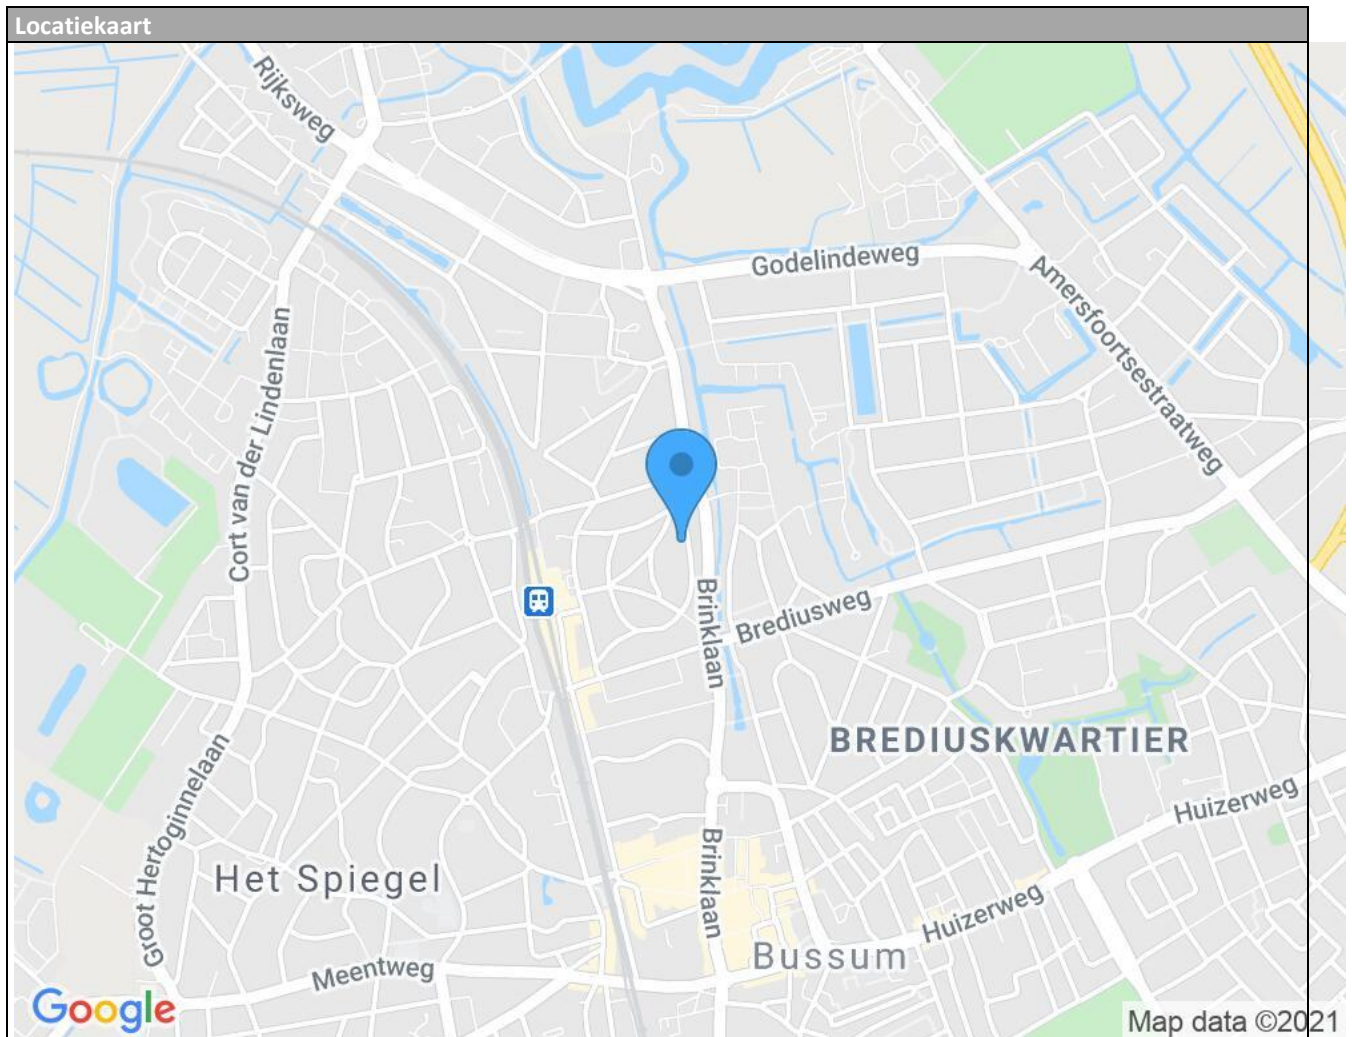 Locatiekaart
Rijksweg
Godelindeweg
Amersfoortsestraatweg
Cort van der Lindenlaan
Brinklaan
Brediusweg
BREDIUSKWARTIER
Groot Hertoginnelaan
Huizerweg
Het Spiegel
Brinklaan
Huizerweg
Bussum
Meentweg
Google
Map data ©2021